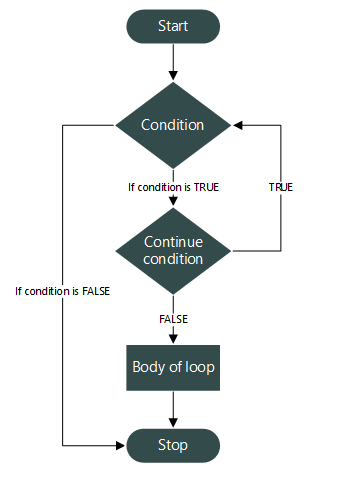 Start
Condition
If condition is TRUE
TRUE
Continue
condition
If condition is FALSE
FALSE
Body of loop
Stop